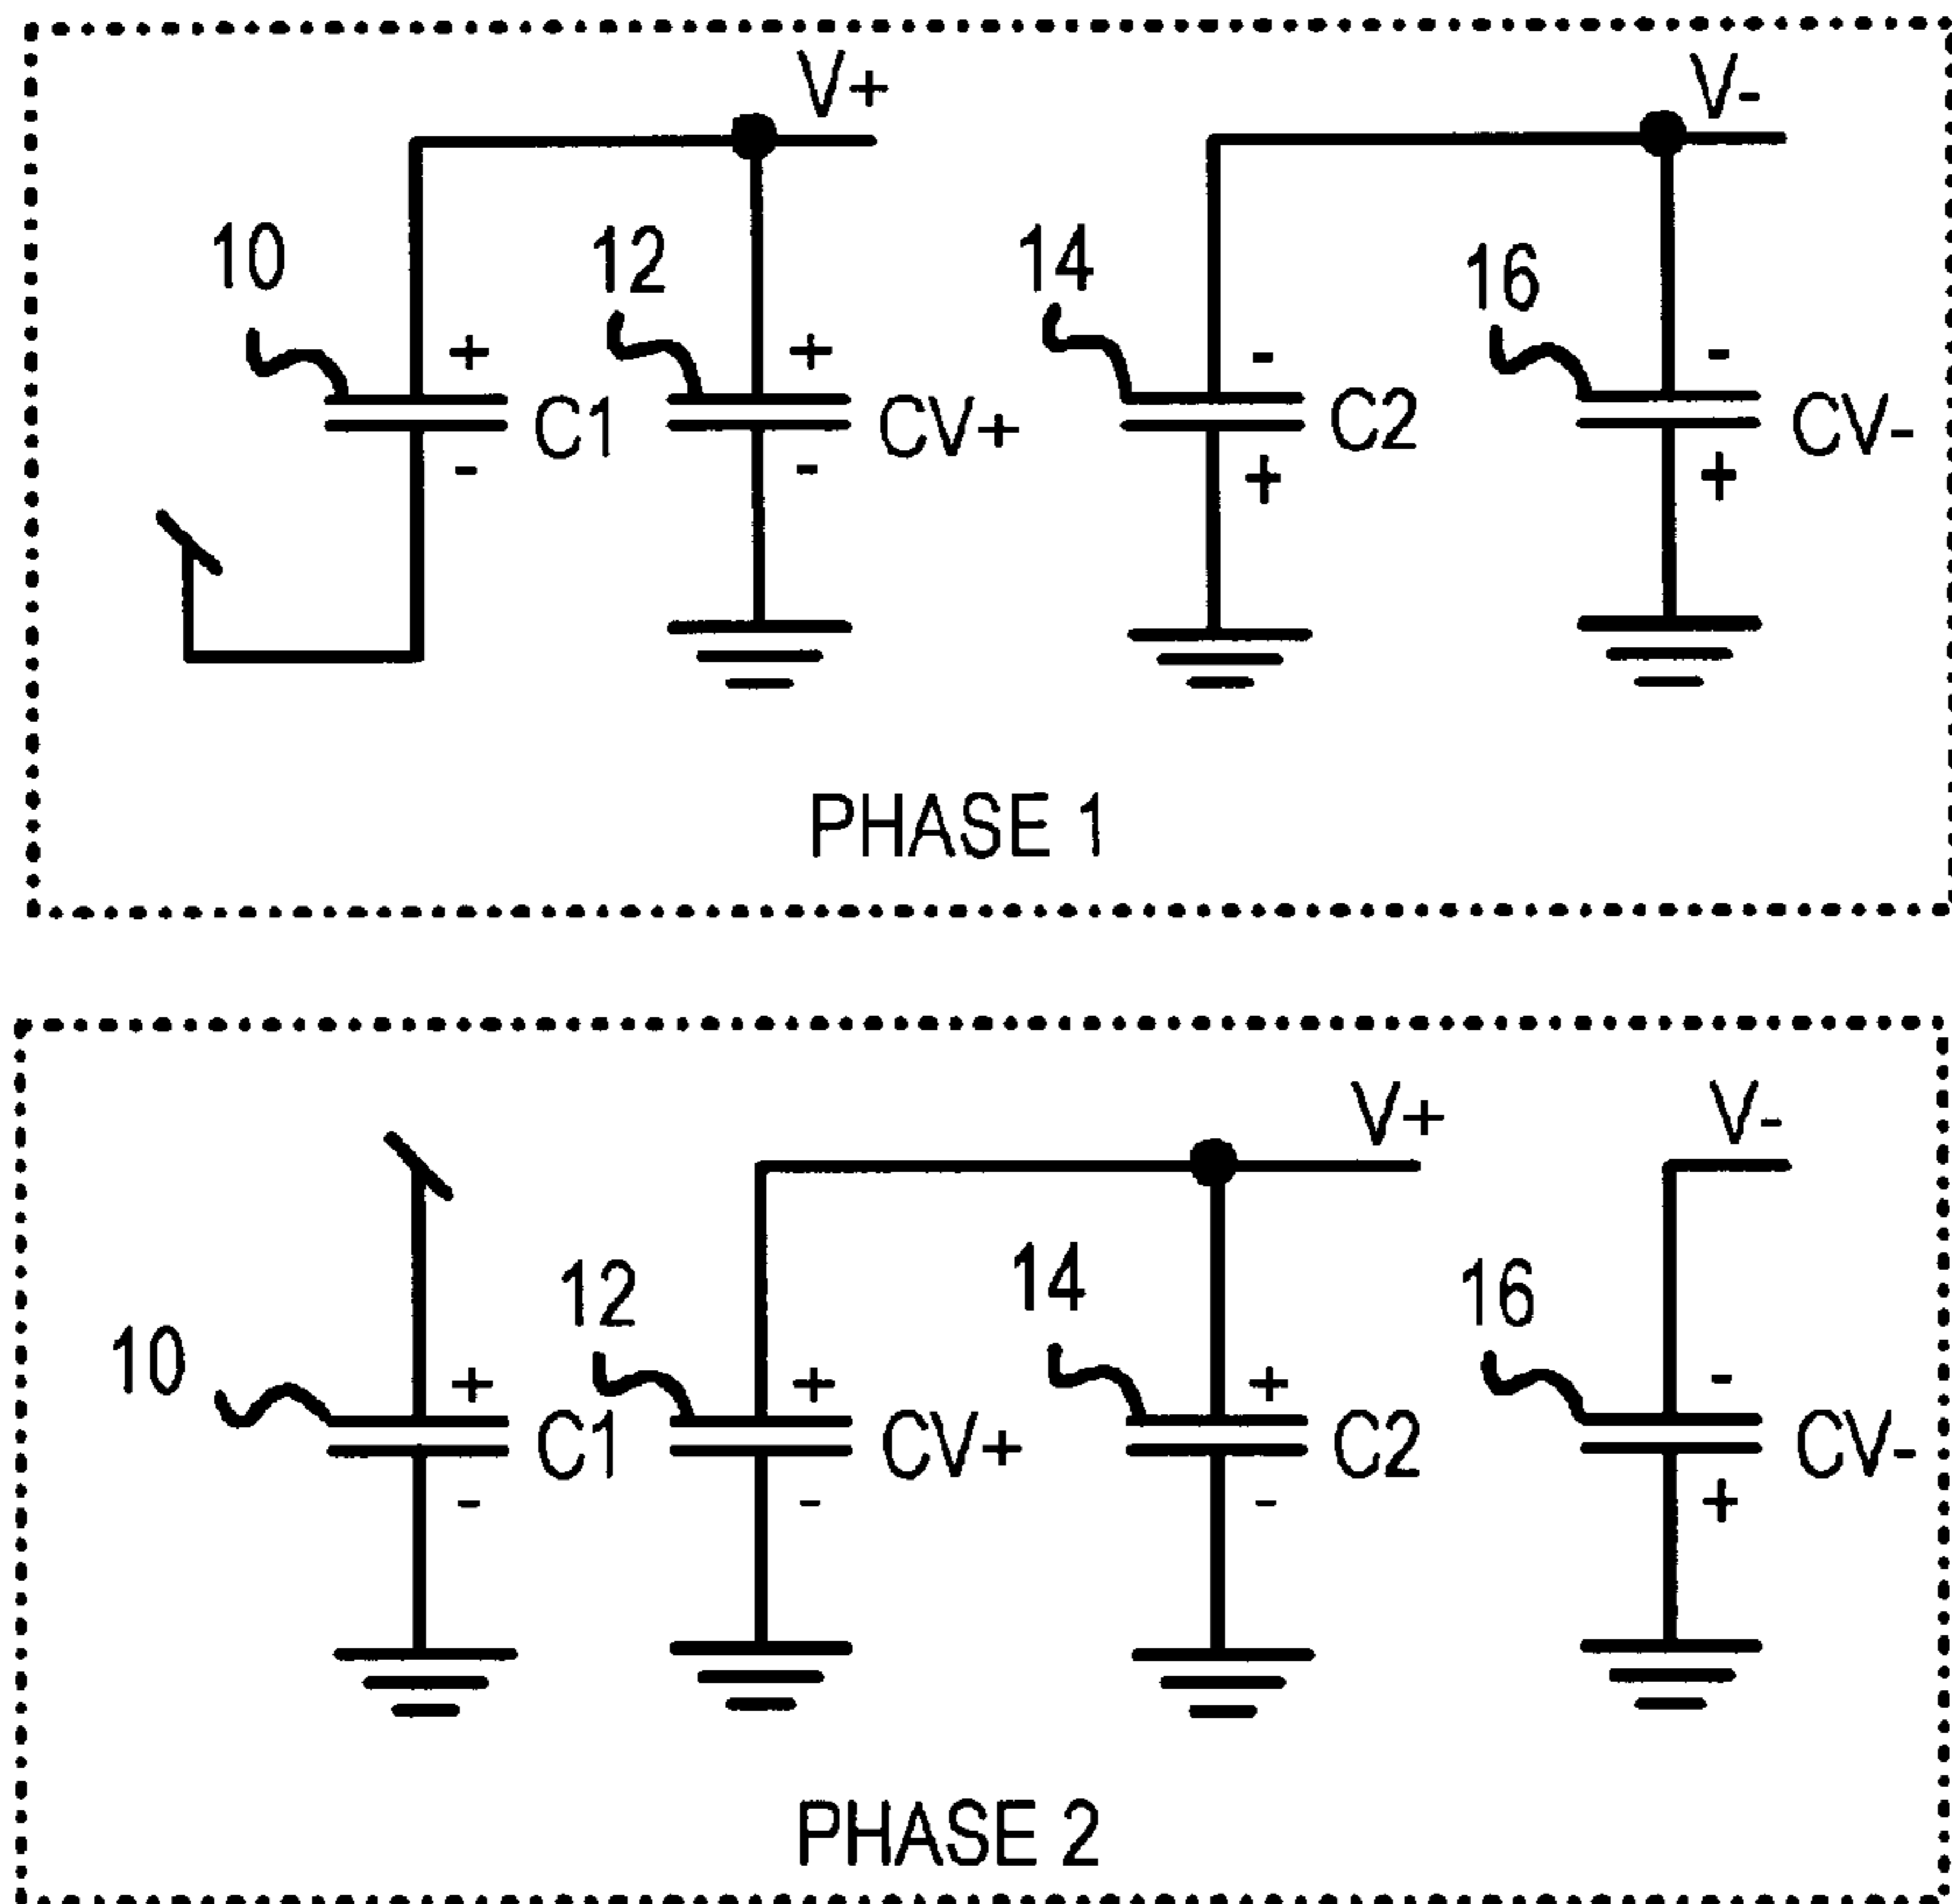 V+ V-
10 12 14 16
+ + - -
C1 CV+ C2 CV-
- - + +
PHASE 1
V+ V-
10 12 14 16
+ + + -
C1 CV+ C2 CV-
- - - +
PHASE 2